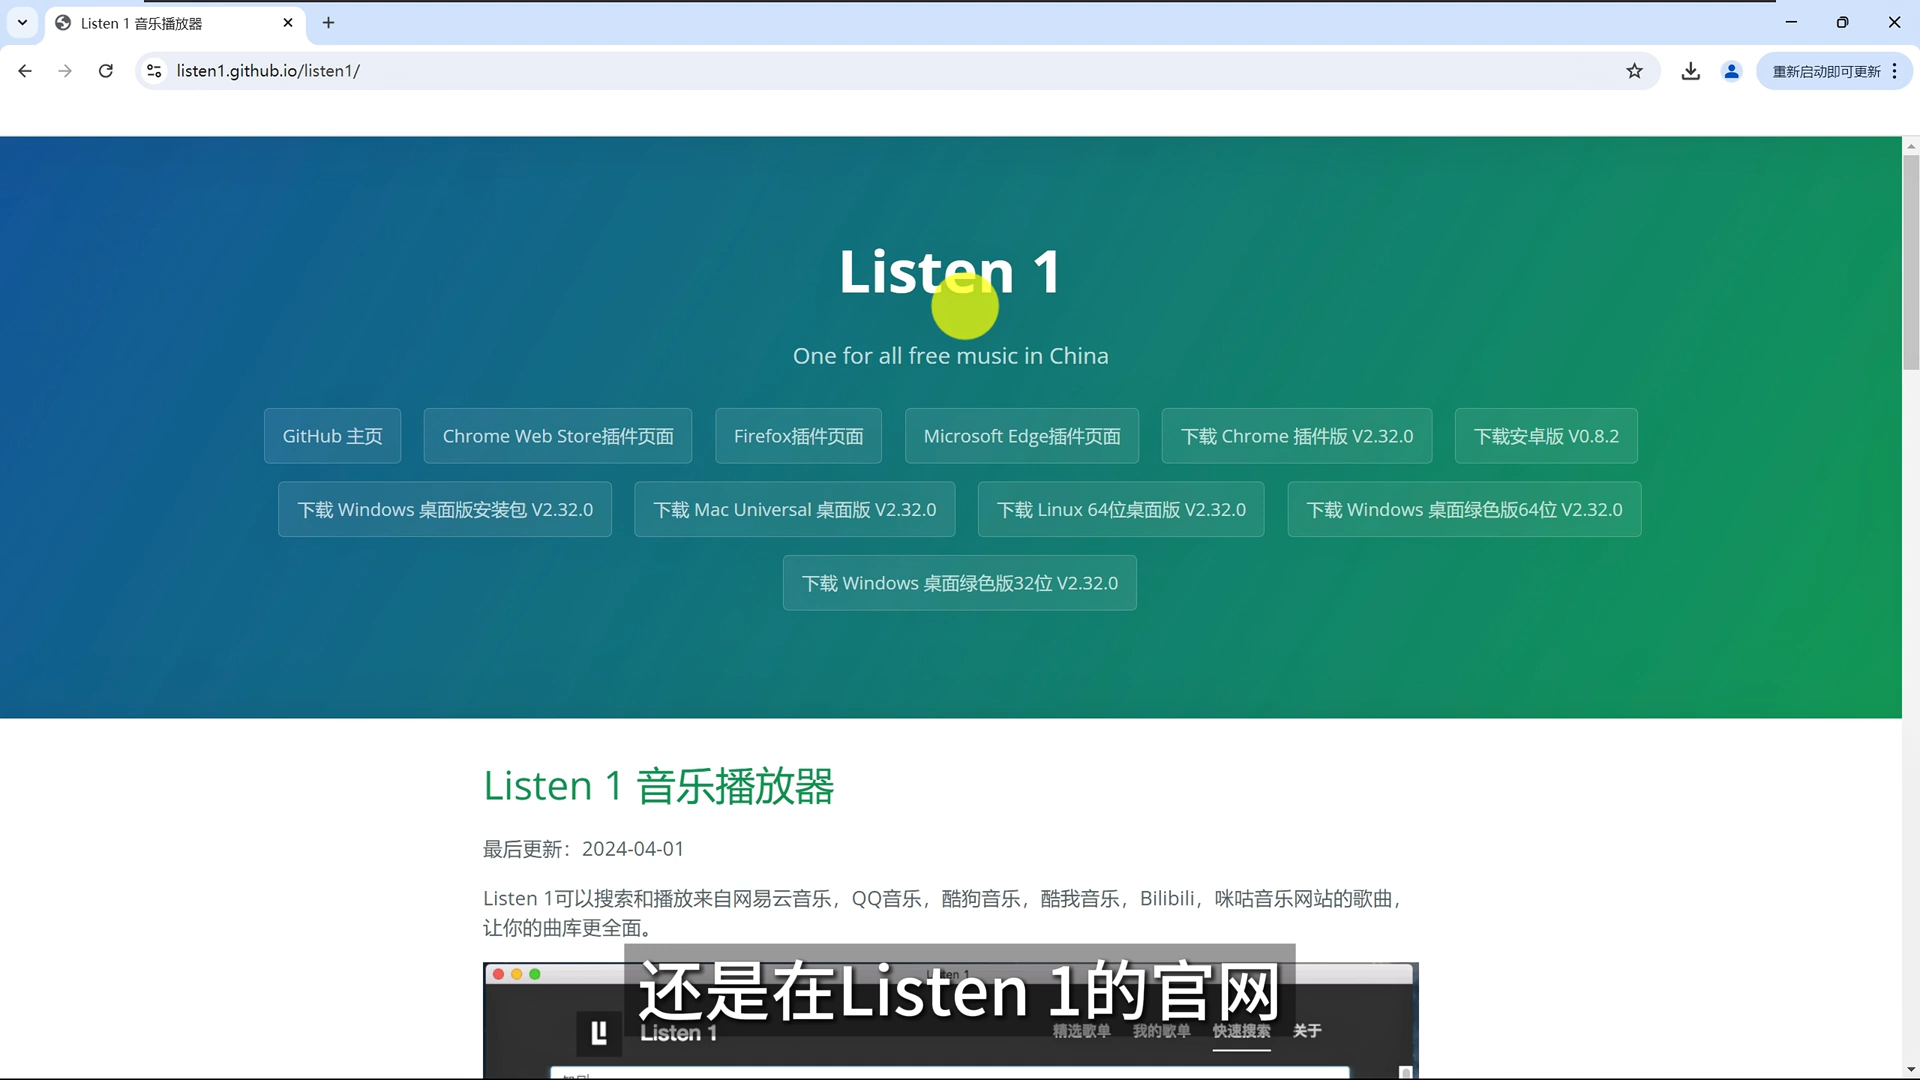 Listen 1 音乐播放器
listen1.github.io/listen1/
重新启动即可更新
Listen 1
One for all free music in China
GitHub 主页
Chrome Web Store插件页面
Firefox插件页面
Microsoft Edge插件页面
下载 Chrome 插件版 V2.32.0
下载安卓版 V0.8.2
下载 Windows 桌面版安装包 V2.32.0
下载 Mac Universal 桌面版 V2.32.0
下载 Linux 64位桌面版 V2.32.0
下载 Windows 桌面绿色版64位 V2.32.0
下载 Windows 桌面绿色版32位 V2.32.0
Listen 1 音乐播放器
最后更新：2024-04-01
Listen 1可以搜索和播放来自网易云音乐，QQ音乐，酷狗音乐，酷我音乐，Bilibili，咪咕音乐网站的歌曲，
让你的曲库更全面。
Listen 1
还是在Listen 1的官网
Listen 1
精选歌单
我的歌单
快速搜索
关于